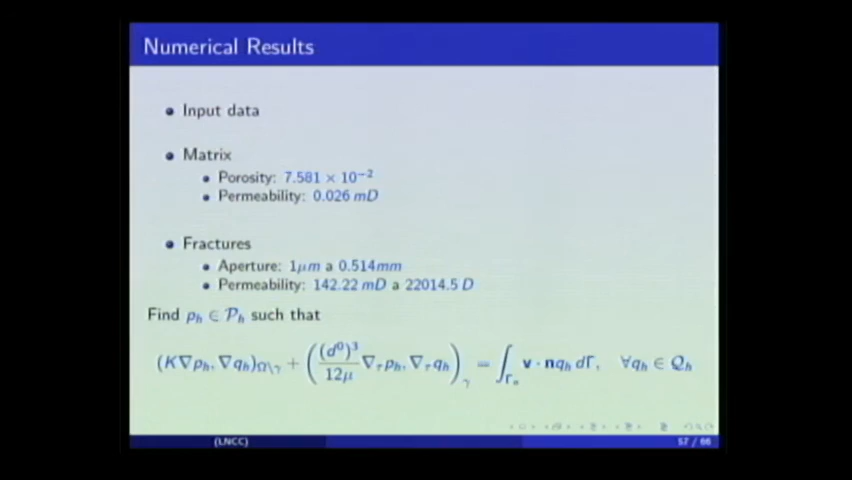 Numerical Results
Input data
Matrix
Porosity: 7.581 × 10⁻²
Permeability: 0.026 mD
Fractures
Aperture: 1μm a 0.514mm
Permeability: 142.22 mD a 22014.5 D
Find pₕ ∈ 𝒫ₕ such that
(K∇pₕ, ∇qₕ)_{Ω\γ} + ( (d⁰)³ / 12μ ∇_τ pₕ, ∇_τ qₕ )_γ = ∫_Γ v · n qₕ dΓ, ∀qₕ ∈ 𝒬ₕ
(LNCC)
57 / 66